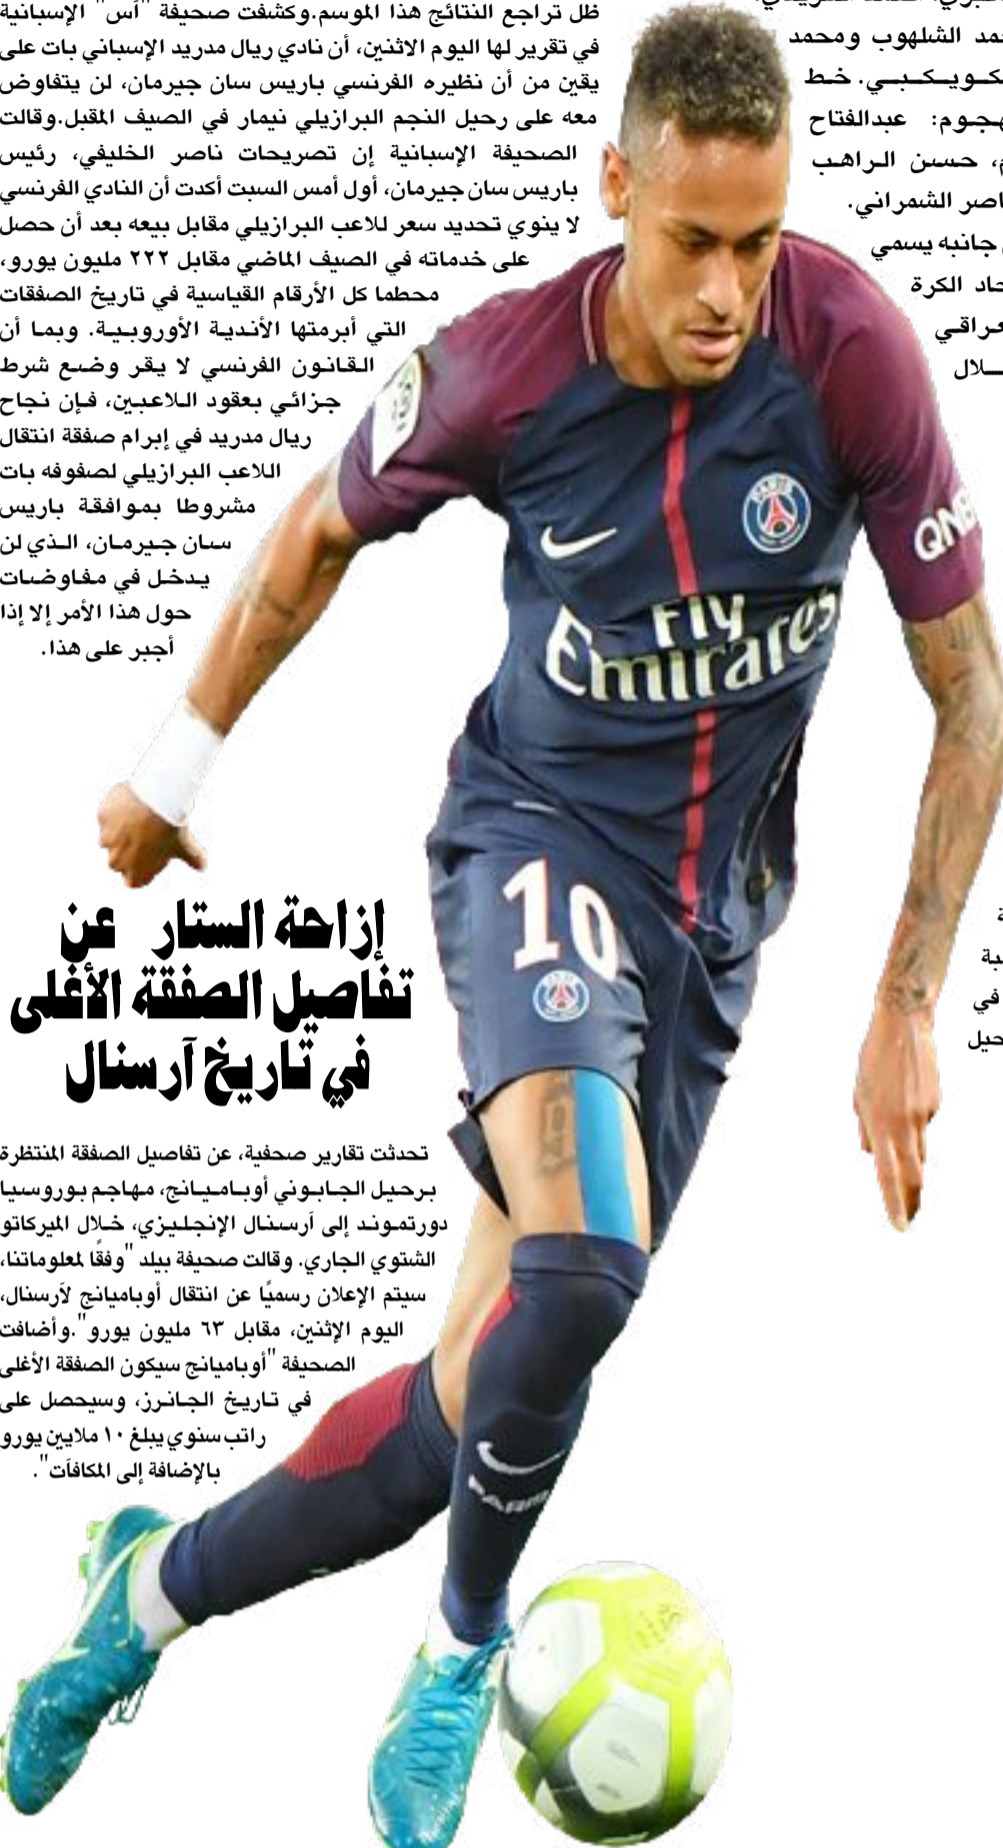 ظل تراجع النتائج هذا الموسم.وكشفت صحيفة "آس" الإسبانية
في تقرير لها اليوم الاثنين، أن نادي ريال مدريد الإسباني بات على
يقين من أن نظيره الفرنسي باريس سان جيرمان، لن يتفاوض
معه على رحيل النجم البرازيلي نيمار في الصيف المقبل.وقالت
الصحيفة الإسبانية إن تصريحات ناصر الخليفي، رئيس
باريس سان جيرمان، أول أمس السبت أكدت أن النادي الفرنسي
لا ينوي تحديد سعر للاعب البرازيلي مقابل بيعه بعد أن حصل
على خدماته في الصيف الماضي مقابل ٢٢٢ مليون يورو،
محطما كل الأرقام القياسية في تاريخ الصفقات
التي أبرمتها الأندية الأوروبية. وبما أن
القانون الفرنسي لا يقر وضع شرط
جزائي بعقود اللاعبين، فإن نجاح
ريال مدريد في إبرام صفقة انتقال
اللاعب البرازيلي لصفوفه بات
مشروطا بموافقة باريس
سان جيرمان، الذي لن
يدخل في مفاوضات
حول هذا الأمر إلا إذا
أجبر على هذا.
الشلهوب ومحمد
خط
عبدالفتاح
حسن الراهب
الشمراني.
جانبه يسمي
الكرة
في
PARIS
QNB
Fly
Emirates
10
إزاحة الستار عن
تفاصيل الصفقة الأغلى
في تاريخ آرسنال
تحدثت تقارير صحفية، عن تفاصيل الصفقة المنتظرة
برحيل الجابوني أوباميانج، مهاجم بوروسيا
دورتموند إلى آرسنال الإنجليزي، خلال الميركاتو
الشتوي الجاري. وقالت صحيفة بيلد "وفقًا لمعلوماتنا،
سيتم الإعلان رسميًا عن انتقال أوباميانج لآرسنال،
اليوم الإثنين، مقابل ٦٣ مليون يورو".وأضافت
الصحيفة "أوباميانج سيكون الصفقة الأغلى
في تاريخ الجانرز، وسيحصل على
راتب سنوي يبلغ ١٠ ملايين يورو
بالإضافة إلى المكافآت".
PARIS